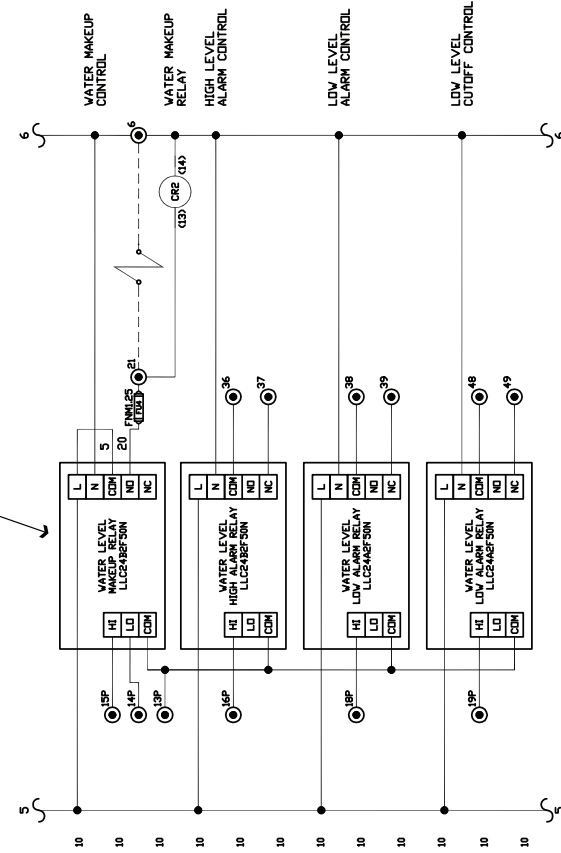 5
6
10
10
10
10
10
10
10
10
10
10
10
10
15P
14P
13P
HI
LO
COM
WATER LEVEL
MAKEUP RELAY
LLC24B2F50N
L
N
COM
NO
NC
5
20
FNM1.25
FU4
21
6
(13)
CR2
(14)
WATER MAKEUP
CONTROL
WATER MAKEUP
RELAY
16P
HI
LO
COM
WATER LEVEL
HIGH ALARM RELAY
LLC24B2F50N
L
N
COM
NO
NC
36
37
HIGH LEVEL
ALARM CONTROL
18P
HI
LO
COM
WATER LEVEL
LOW ALARM RELAY
LLC24A2F50N
L
N
COM
NO
NC
38
39
LOW LEVEL
ALARM CONTROL
19P
HI
LO
COM
WATER LEVEL
LOW ALARM RELAY
LLC24A2F50N
L
N
COM
NO
NC
48
49
LOW LEVEL
CUTOFF CONTROL
5
6